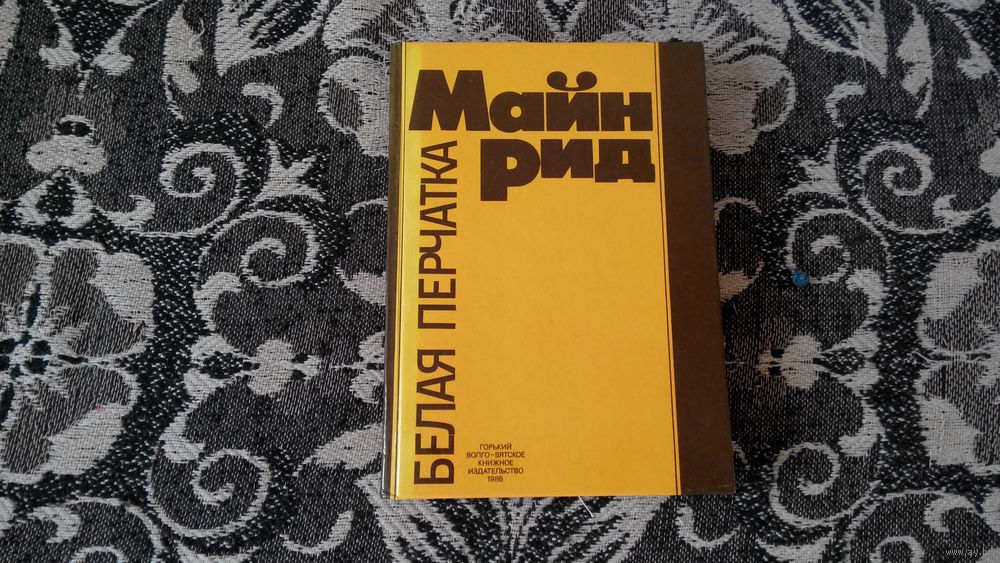 Майн
Рид
БЕЛАЯ ПЕРЧАТКА
ГОРЬКИЙ
ВОЛГО-ВЯТСКОЕ
КНИЖНОЕ
ИЗДАТЕЛЬСТВО
1986